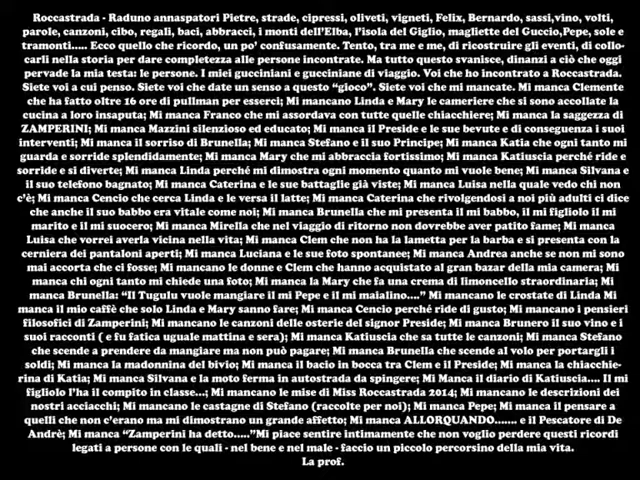 Roccastrada - Raduno annaspatori Pietre, strade, cipressi, oliveti, vigneti, Felix, Bernardo, sassi,vino, volti,
parole, canzoni, cibo, regali, baci, abbracci, i monti dell'Elba, l'isola del Giglio, magliette del Guccio,Pepe, sole e
tramonti..... Ecco quello che ricordo, un po' confusamente. Tento, tra me e me, di ricostruire gli eventi, di collo-
carli nella storia per dare completezza alle persone incontrate. Ma tutto questo svanisce, dinanzi a ciò che oggi
pervade la mia testa: le persone. I miei gucciniani e gucciniane di viaggio. Voi che ho incontrato a Roccastrada.
Siete voi a cui penso. Siete voi che date un senso a questo "gioco". Siete voi che mi mancate. Mi manca Clemente
che ha fatto oltre 16 ore di pullman per esserci; Mi mancano Linda e Mary le cameriere che si sono accollate la
cucina a loro insaputa; Mi manca Franco che mi assordava con tutte quelle chiacchiere; Mi manca la saggezza di
ZAMPERINI; Mi manca Mazzini silenzioso ed educato; Mi manca il Preside e le sue bevute e di conseguenza i suoi
interventi; Mi manca il sorriso di Brunella; Mi manca Stefano e il suo Principe; Mi manca Katia che ogni tanto mi
guarda e sorride splendidamente; Mi manca Mary che mi abbraccia fortissimo; Mi manca Katiuscia perché ride e
sorride e si diverte; Mi manca Linda perché mi dimostra ogni momento quanto mi vuole bene; Mi manca Silvana e
il suo telefono bagnato; Mi manca Caterina e le sue battaglie già viste; Mi manca Luisa nella quale vedo chi non
c'è; Mi manca Cencio che cerca Linda e le versa il latte; Mi manca Caterina che rivolgendosi a noi più adulti ci dice
che anche il suo babbo era vitale come noi; Mi manca Brunella che mi presenta il mi babbo, il mi figliolo il mi
marito e il mi suocero; Mi manca Mirella che nel viaggio di ritorno non dovrebbe aver patito fame; Mi manca
Luisa che vorrei averla vicina nella vita; Mi manca Clem che non ha la lametta per la barba e si presenta con la
cerniera dei pantaloni aperti; Mi manca Luciana e le sue foto spontanee; Mi manca Andrea anche se non mi sono
mai accorta che ci fosse; Mi mancano le donne e Clem che hanno acquistato al gran bazar della mia camera; Mi
manca chi ogni tanto mi chiede una foto; Mi manca la Mary che fa una crema di limoncello straordinaria; Mi
manca Brunella: "Il Tugulu vuole mangiare il mi Pepe e il mi maialino...." Mi mancano le crostate di Linda Mi
manca il mio caffè che solo Linda e Mary sanno fare; Mi manca Cencio perché ride di gusto; Mi mancano i pensieri
filosofici di Zamperini; Mi mancano le canzoni delle osterie del signor Preside; Mi manca Brunero il suo vino e i
suoi racconti ( e fu fatica uguale mattina e sera); Mi manca Katiuscia che sa tutte le canzoni; Mi manca Stefano
che scende a prendere da mangiare ma non può pagare; Mi manca Brunella che scende al volo per portargli i
soldi; Mi manca la madonnina del bivio; Mi manca il bacio in bocca tra Clem e il Preside; Mi manca la chiacchie-
rina di Katia; Mi manca Silvana e la moto ferma in autostrada da spingere; Mi Manca il diario di Katiuscia.... Il mi
figliolo l'ha il compito in classe...; Mi mancano le mise di Miss Roccastrada 2014; Mi mancano le descrizioni dei
nostri acciacchi; Mi mancano le castagne di Stefano (raccolte per noi); Mi manca Pepe; Mi manca il pensare a
quelli che non c'erano ma mi dimostrano un grande affetto; Mi manca ALLORQUANDO....... e il Pescatore di De
Andrè; Mi manca "Zamperini ha detto....."Mi piace sentire intimamente che non voglio perdere questi ricordi
legati a persone con le quali - nel bene e nel male - faccio un piccolo percorsino della mia vita.
La prof.